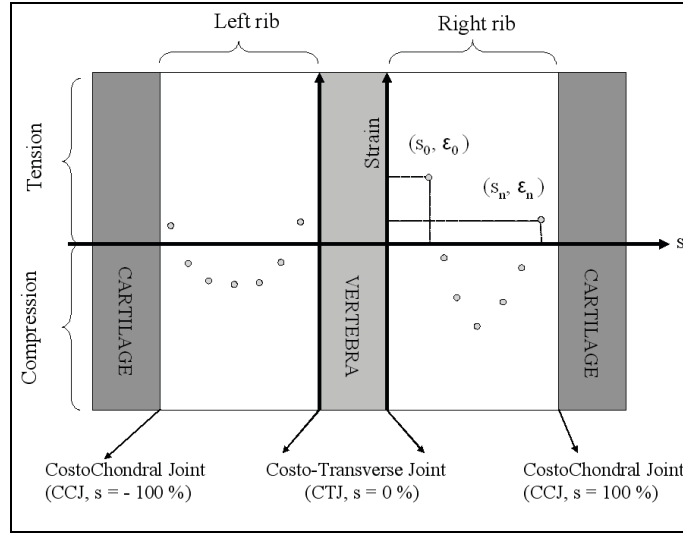 Left rib
Right rib
Tension
Strain
(s0, ε0)
(sn, εn)
s
Compression
CARTILAGE
VERTEBRA
CARTILAGE
CostoChondral Joint
(CCJ, s = - 100 %)
Costo-Transverse Joint
(CTJ, s = 0 %)
CostoChondral Joint
(CCJ, s = 100 %)